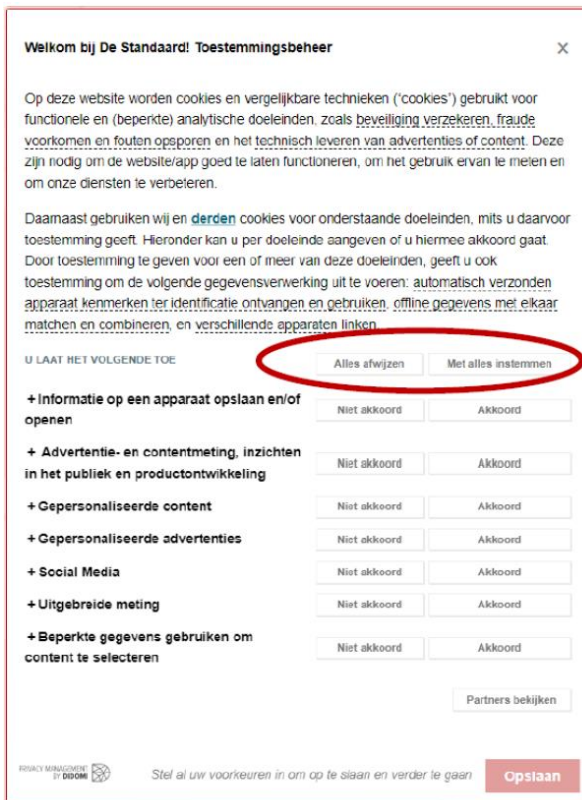 Welkom bij De Standaard! Toestemmingsbeheer
Op deze website worden cookies en vergelijkbare technieken ('cookies') gebruikt voor
functionele en (beperkte) analytische doeleinden, zoals beveiliging verzekeren, fraude
voorkomen en fouten opsporen en het technisch leveren van advertenties of content. Deze
zijn nodig om de website/app goed te laten functioneren, om het gebruik ervan te meten en
om onze diensten te verbeteren.
Daarnaast gebruiken wij en derden cookies voor onderstaande doeleinden, mits u daarvoor
toestemming geeft. Hieronder kan u per doeleinde aangeven of u hiermee akkoord gaat.
Door toestemming te geven voor een of meer van deze doeleinden, geeft u ook
toestemming om de volgende gegevensverwerking uit te voeren: automatisch verzonden
apparaat kenmerken ter identificatie ontvangen en gebruiken, offline gegevens met elkaar
matchen en combineren, en verschillende apparaten linken.
U LAAT HET VOLGENDE TOE Alles afwijzen Met alles instemmen
+ Informatie op een apparaat opslaan en/of
openen Niet akkoord Akkoord
+ Advertentie- en contentmeting, inzichten
in het publiek en productontwikkeling Niet akkoord Akkoord
+ Gepersonaliseerde content Niet akkoord Akkoord
+ Gepersonaliseerde advertenties Niet akkoord Akkoord
+ Social Media Niet akkoord Akkoord
+ Uitgebreide meting Niet akkoord Akkoord
+ Beperkte gegevens gebruiken om
content te selecteren Niet akkoord Akkoord
Partners bekijken
PRIVACY MANAGEMENT
BY DIDOMI
Stel al uw voorkeuren in om op te slaan en verder te gaan Opslaan